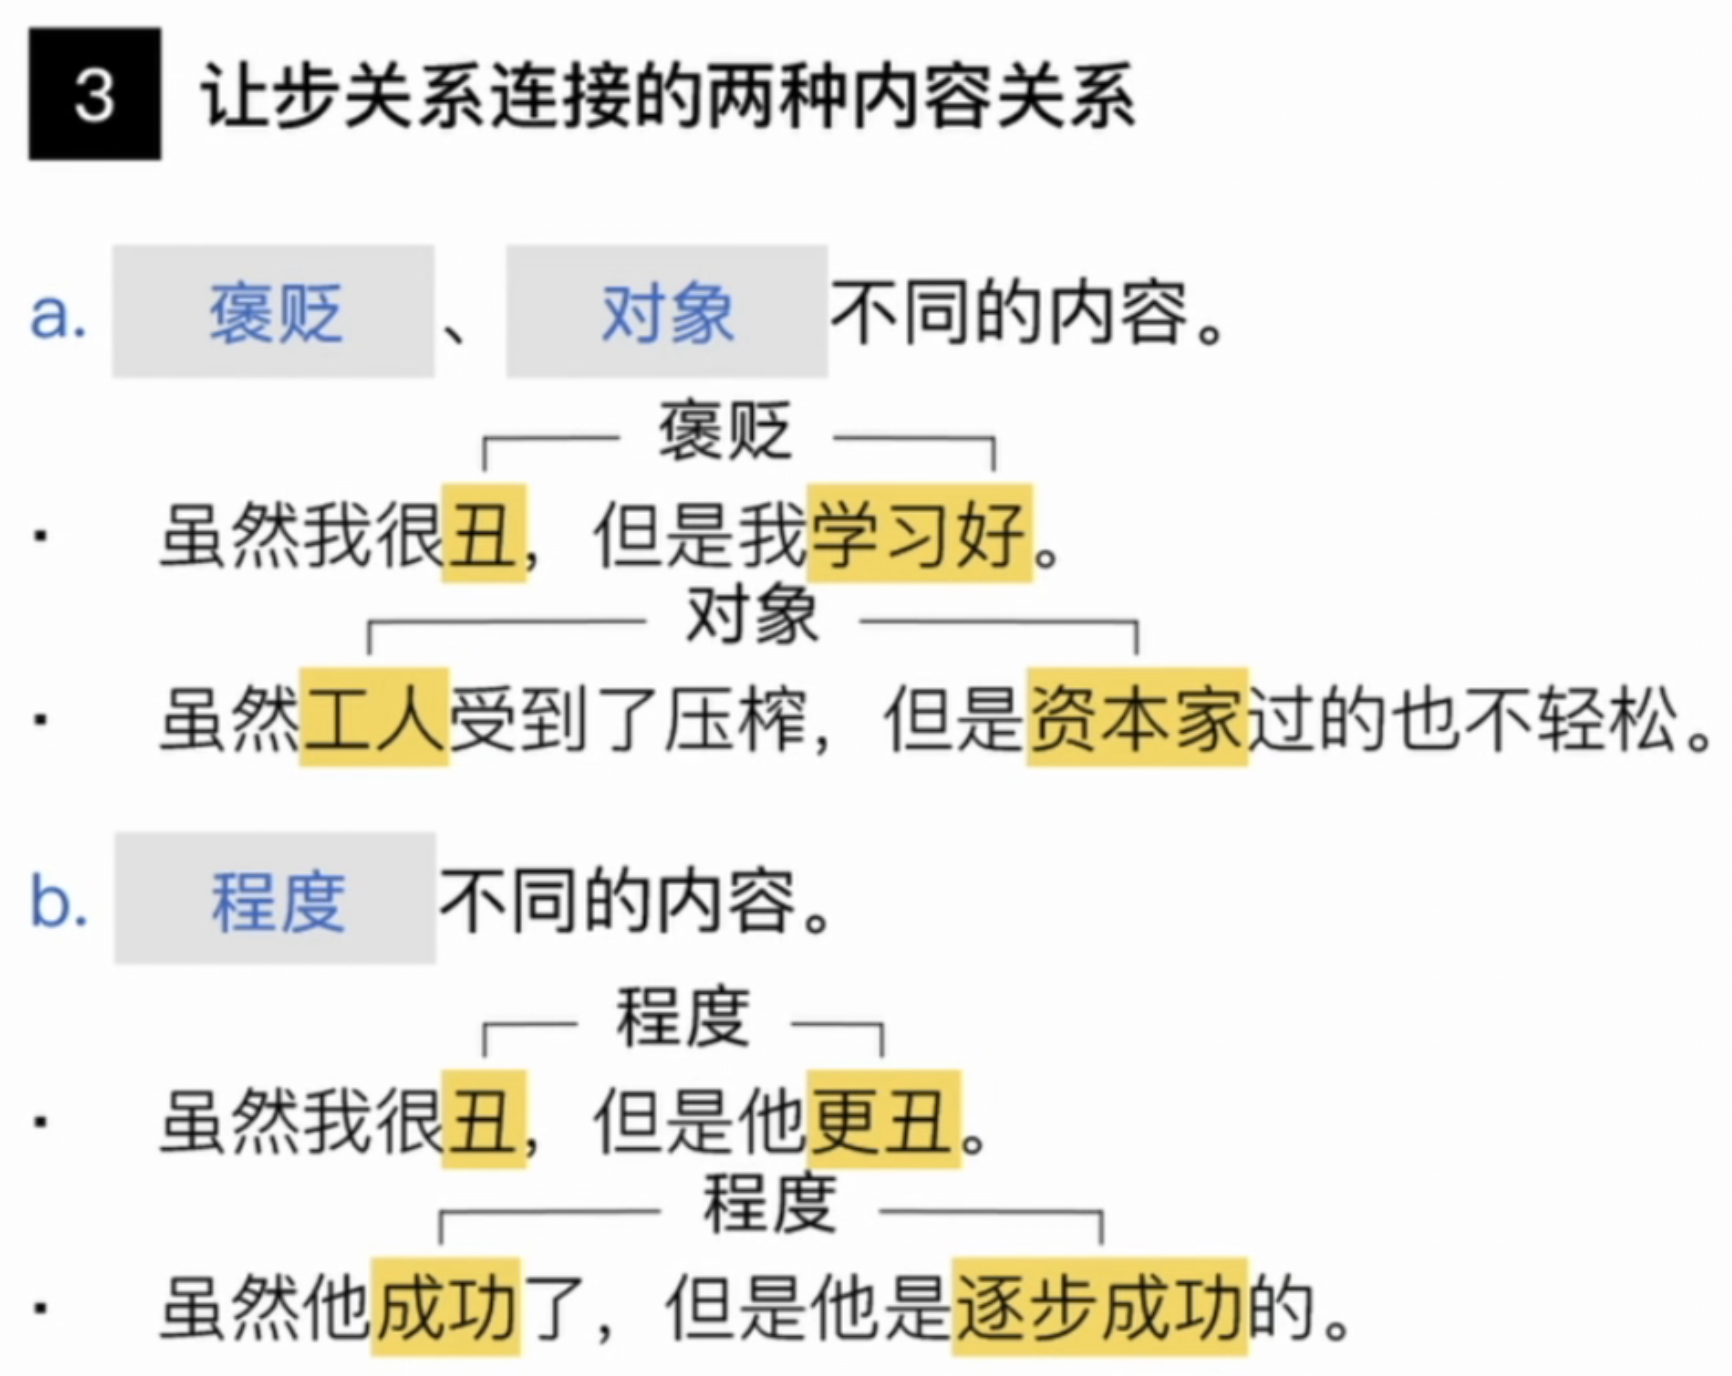 3 让步关系连接的两种内容关系
a. 褒贬、对象不同的内容。
褒贬
· 虽然我很丑，但是我学习好。
对象
· 虽然工人受到了压榨，但是资本家过的也不轻松。
b. 程度不同的内容。
程度
· 虽然我很丑，但是他更丑。
程度
· 虽然他成功了，但是他是逐步成功的。